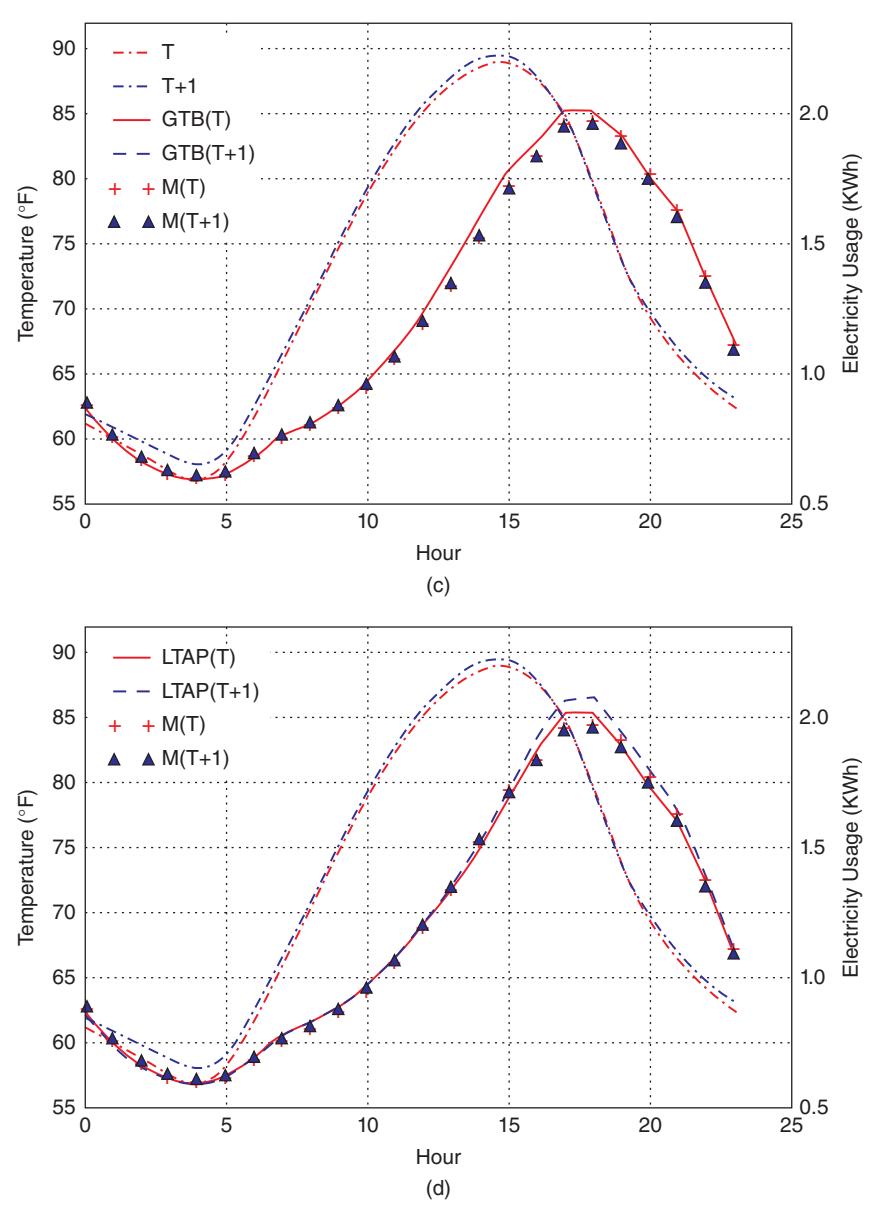 90
85
80
75
70
65
60
55
Temperature (°F)
T
T+1
GTB(T)
GTB(T+1)
M(T)
M(T+1)
2.0
1.5
1.0
0.5
Electricity Usage (KWh)
0 5 10 15 20 25
Hour
(c)
90
85
80
75
70
65
60
55
Temperature (°F)
LTAP(T)
LTAP(T+1)
M(T)
M(T+1)
2.0
1.5
1.0
0.5
Electricity Usage (KWh)
0 5 10 15 20 25
Hour
(d)